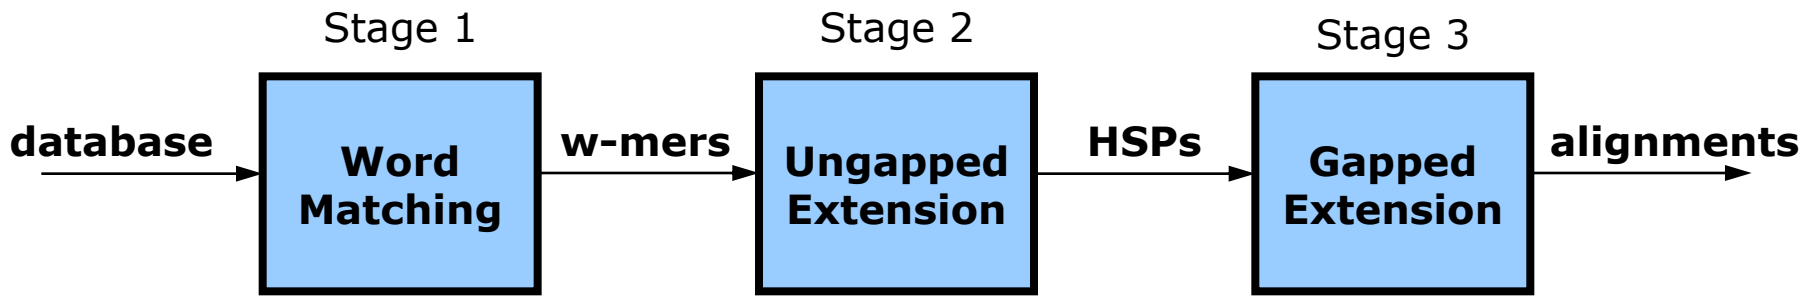 Stage 1
Stage 2
Stage 3
database
Word
Matching
w-mers
Ungapped
Extension
HSPs
Gapped
Extension
alignments